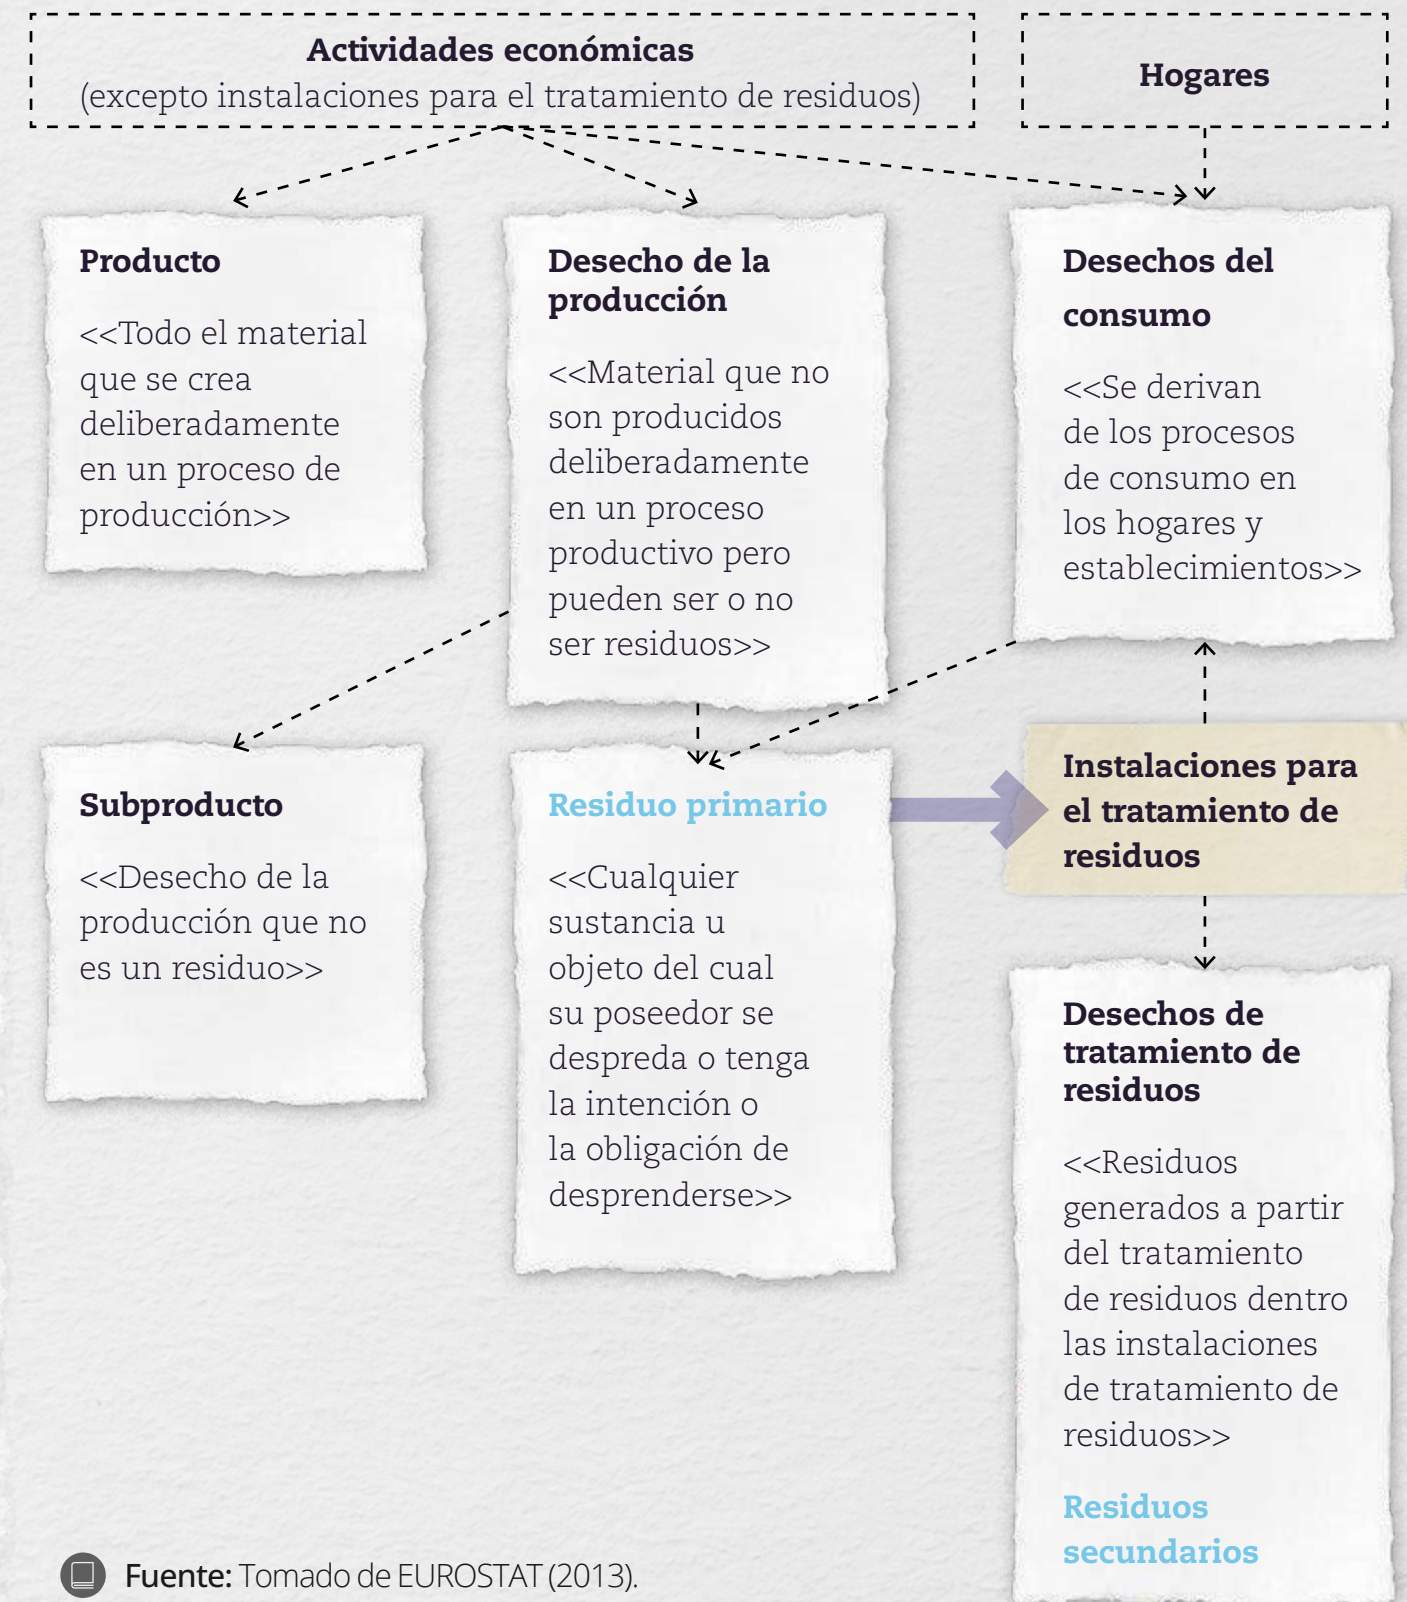 Actividades económicas
(excepto instalaciones para el tratamiento de residuos)
Hogares
Producto
<<Todo el material
que se crea
deliberadamente
en un proceso de
producción>>
Desecho de la
producción
<<Material que no
son producidos
deliberadamente
en un proceso
productivo pero
pueden ser o no
ser residuos>>
Desechos del
consumo
<<Se derivan
de los procesos
de consumo en
los hogares y
establecimientos>>
Subproducto
<<Desecho de la
producción que no
es un residuo>>
Residuo primario
<<Cualquier
sustancia u
objeto del cual
su poseedor se
despreda o tenga
la intención o
la obligación de
desprenderse>>
Instalaciones para
el tratamiento de
residuos
Desechos de
tratamiento de
residuos
<<Residuos
generados a partir
del tratamiento
de residuos dentro
las instalaciones
de tratamiento de
residuos>>
Residuos
secundarios
Fuente: Tomado de EUROSTAT (2013).